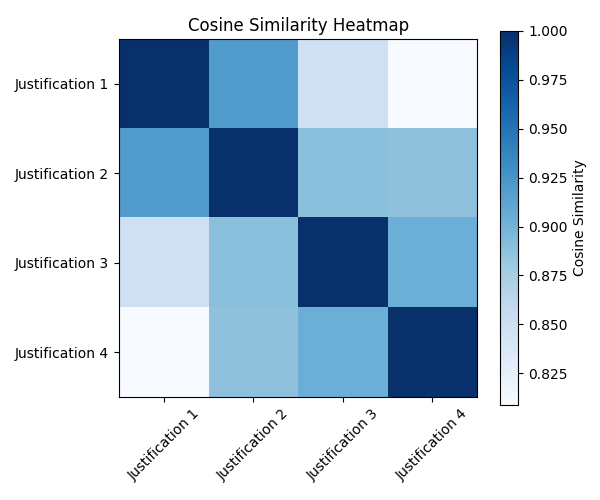 Cosine Similarity Heatmap
Justification 1
Justification 2
Justification 3
Justification 4
Justification 1
Justification 2
Justification 3
Justification 4
1.000
0.975
0.950
0.925
0.900
0.875
0.850
0.825
Cosine Similarity